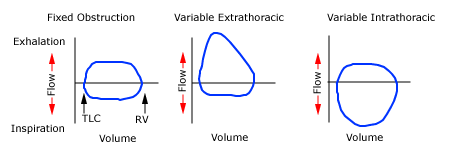 Fixed Obstruction
Variable Extrathoracic
Variable Intrathoracic
Exhalation
Flow
Flow
Flow
Inspiration
TLC
RV
Volume
Volume
Volume